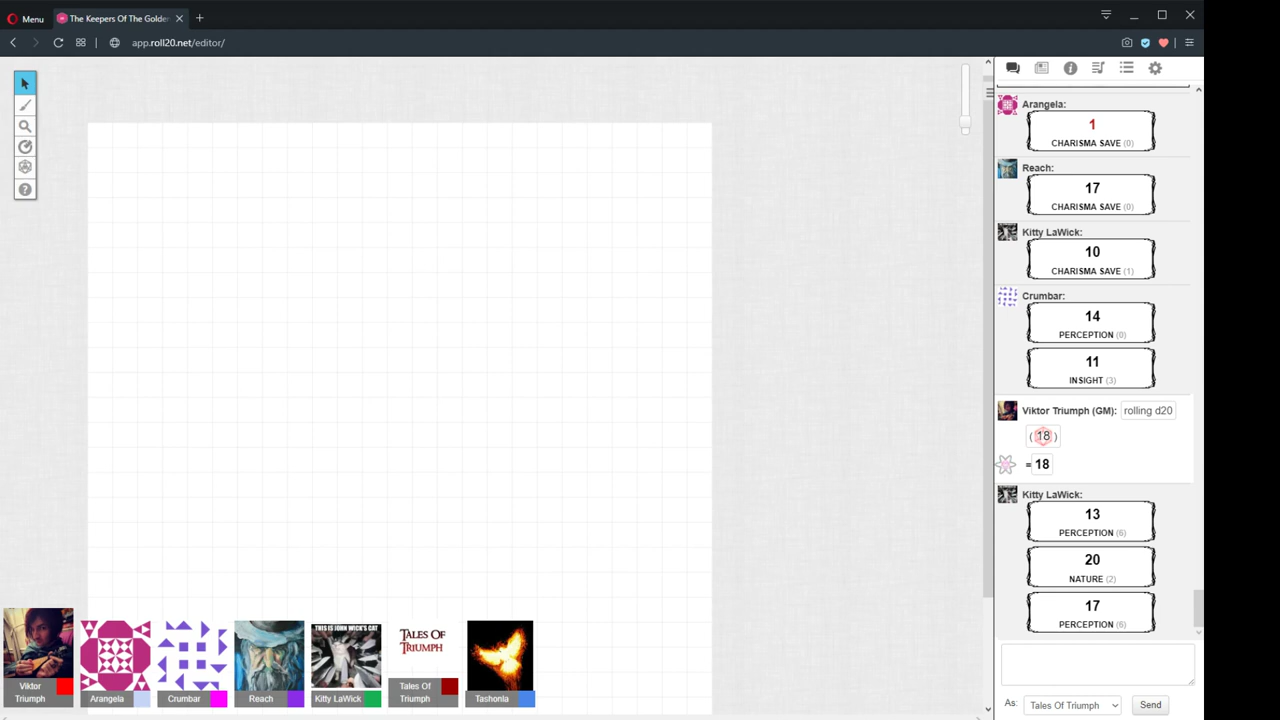 Menu
The Keepers Of The Golde
app.roll20.net/editor/
Arangela:
1
CHARISMA SAVE (0)
Reach:
17
CHARISMA SAVE (0)
Kitty LaWick:
10
CHARISMA SAVE (1)
Crumbar:
14
PERCEPTION (0)
11
INSIGHT (3)
Viktor Triumph (GM): rolling d20
(18)
=18
Kitty LaWick:
13
PERCEPTION (6)
20
NATURE (2)
17
PERCEPTION (6)
THIS IS JOHN WICK'S CAT
TALES OF
TRIUMPH
Viktor
Triumph
Arangela
Crumbar
Reach
Kitty LaWick
Tales Of
Triumph
Tashonla
As:
Tales Of Triumph
Send